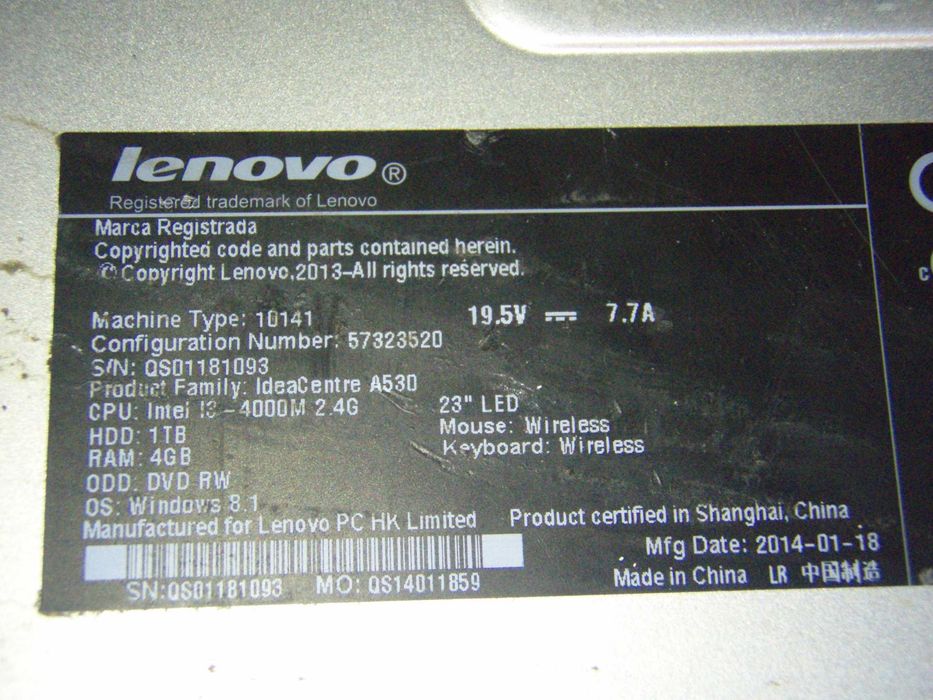 lenovo®
Registered trademark of Lenovo
Marca Registrada
Copyrighted code and parts contained herein.
© Copyright Lenovo,2013-All rights reserved.
Machine Type: 10141
19.5V ⎓ 7.7A
Configuration Number: 57323520
S/N: QS01181093
Product Family: IdeaCentre A530
CPU: Intel I3-4000M 2.4G
23" LED
HDD: 1TB
Mouse: Wireless
RAM: 4GB
Keyboard: Wireless
ODD: DVD RW
OS: Windows 8.1
Manufactured for Lenovo PC HK Limited
Product certified in Shanghai, China
Mfg Date: 2014-01-18
SN:QS01181093 MO: QS14011859
Made in China LR 中国制造